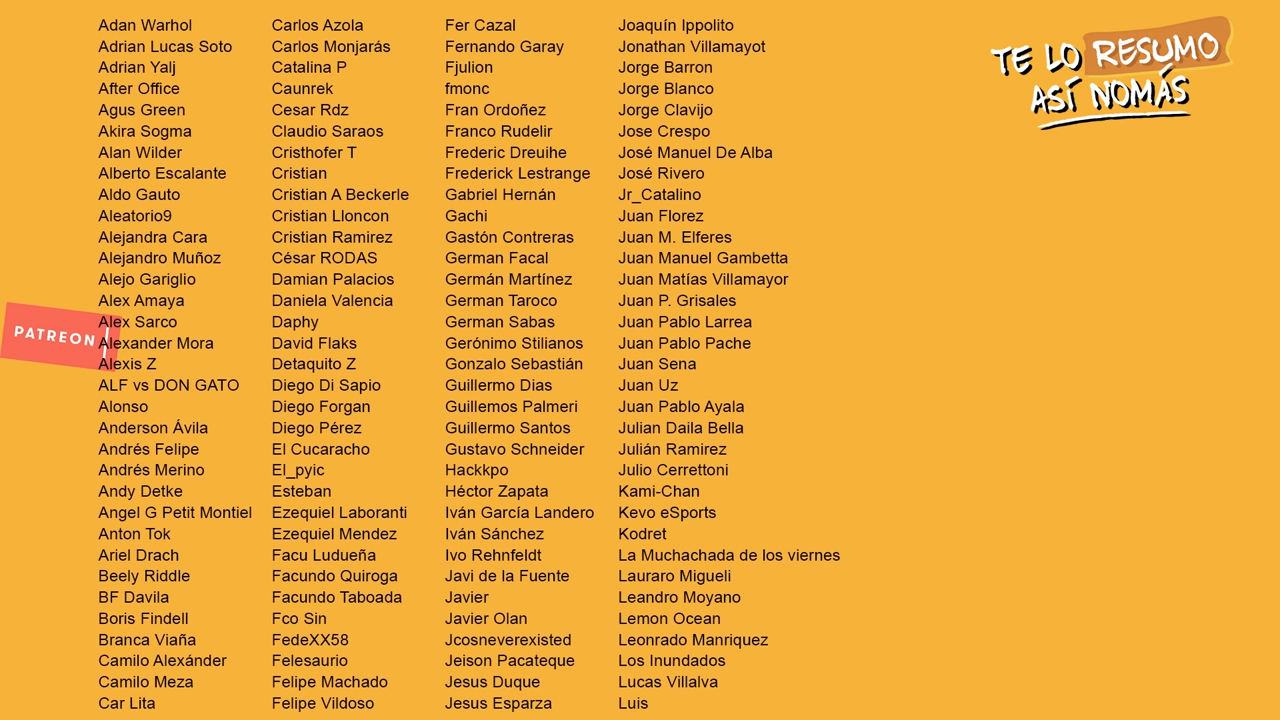 Adan Warhol
Adrian Lucas Soto
Adrian Yalj
After Office
Agus Green
Akira Sogma
Alan Wilder
Alberto Escalante
Aldo Gauto
Aleatorio9
Alejandra Cara
Alejandro Muñoz
Alejo Gariglio
Alex Amaya
Alex Sarco
Alexander Mora
Alexis Z
ALF vs DON GATO
Alonso
Anderson Ávila
Andrés Felipe
Andrés Merino
Andy Detke
Angel G Petit Montiel
Anton Tok
Ariel Drach
Beely Riddle
BF Davila
Boris Findell
Branca Viaña
Camilo Alexánder
Camilo Meza
Car Lita
Carlos Azola
Carlos Monjarás
Catalina P
Caunrek
Cesar Rdz
Claudio Saraos
Cristhofer T
Cristian
Cristian A Beckerle
Cristian Lloncon
Cristian Ramirez
César RODAS
Damian Palacios
Daniela Valencia
Daphy
David Flaks
Detaquito Z
Diego Di Sapio
Diego Forgan
Diego Pérez
El Cucaracho
El_pyic
Esteban
Ezequiel Laboranti
Ezequiel Mendez
Facu Ludueña
Facundo Quiroga
Facundo Taboada
Fco Sin
FedeXX58
Felesaurio
Felipe Machado
Felipe Vildoso
Fer Cazal
Fernando Garay
Fjulion
fmonc
Fran Ordoñez
Franco Rudelir
Frederic Dreuihe
Frederick Lestrange
Gabriel Hernán
Gachi
Gastón Contreras
German Facal
Germán Martínez
German Taroco
German Sabas
Gerónimo Stilianos
Gonzalo Sebastián
Guillermo Dias
Guillemos Palmeri
Guillermo Santos
Gustavo Schneider
Hackkpo
Héctor Zapata
Iván García Landero
Iván Sánchez
Ivo Rehnfeldt
Javi de la Fuente
Javier
Javier Olan
Jcosneverexisted
Jeison Pacateque
Jesus Duque
Jesus Esparza
Joaquín Ippolito
Jonathan Villamayot
Jorge Barron
Jorge Blanco
Jorge Clavijo
Jose Crespo
José Manuel De Alba
José Rivero
Jr_Catalino
Juan Florez
Juan M. Elferes
Juan Manuel Gambetta
Juan Matías Villamayor
Juan P. Grisales
Juan Pablo Larrea
Juan Pablo Pache
Juan Sena
Juan Uz
Juan Pablo Ayala
Julian Daila Bella
Julián Ramirez
Julio Cerrettoni
Kami-Chan
Kevo eSports
Kodret
La Muchachada de los viernes
Lauraro Migueli
Leandro Moyano
Lemon Ocean
Leonrado Manriquez
Los Inundados
Lucas Villalva
Luis
TE LO RESUMO
ASÍ NOMÁS
PATREON